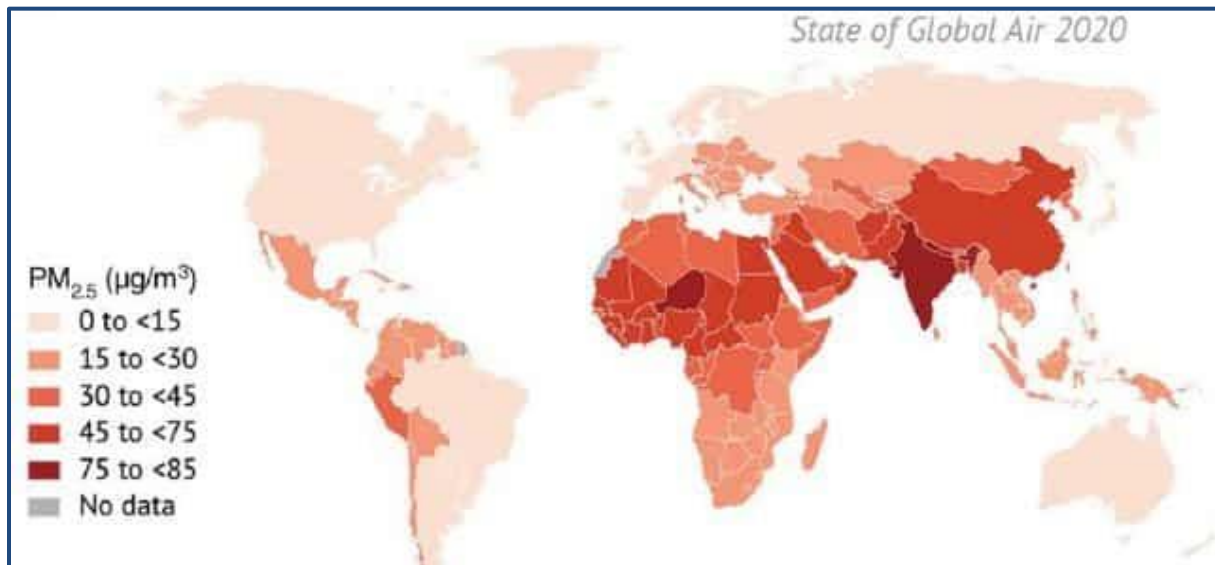 State of Global Air 2020
PM2.5 (µg/m³)
0 to <15
15 to <30
30 to <45
45 to <75
75 to <85
No data